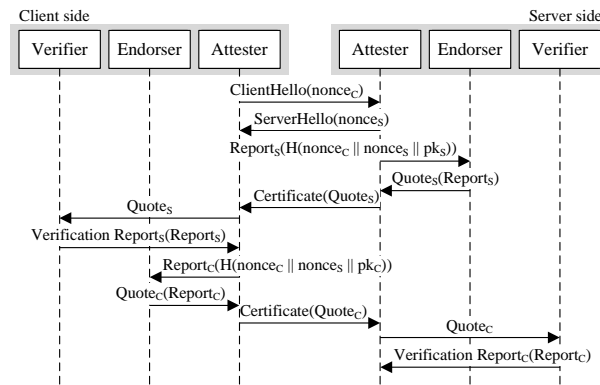 Client side Server side
Verifier Endorser Attester Attester Endorser Verifier
ClientHello(nonce_C)
ServerHello(nonce_S)
Report_S(H(nonce_C || nonce_S || pk_S))
Quote_S(Report_S)
Certificate(Quote_S)
Quote_S
Verification Report_S(Report_S)
Report_C(H(nonce_C || nonce_S || pk_C))
Quote_C(Report_C)
Certificate(Quote_C)
Quote_C
Verification Report_C(Report_C)